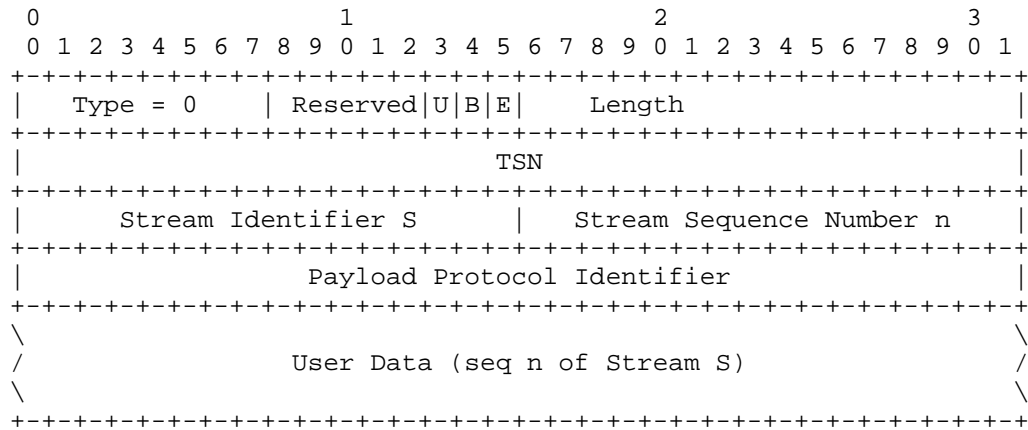 0                   1                   2                   3
 0 1 2 3 4 5 6 7 8 9 0 1 2 3 4 5 6 7 8 9 0 1 2 3 4 5 6 7 8 9 0 1
+-+-+-+-+-+-+-+-+-+-+-+-+-+-+-+-+-+-+-+-+-+-+-+-+-+-+-+-+-+-+-+-+
|   Type = 0    | Reserved|U|B|E|    Length                     |
+-+-+-+-+-+-+-+-+-+-+-+-+-+-+-+-+-+-+-+-+-+-+-+-+-+-+-+-+-+-+-+-+
|                              TSN                              |
+-+-+-+-+-+-+-+-+-+-+-+-+-+-+-+-+-+-+-+-+-+-+-+-+-+-+-+-+-+-+-+-+
|      Stream Identifier S      |   Stream Sequence Number n    |
+-+-+-+-+-+-+-+-+-+-+-+-+-+-+-+-+-+-+-+-+-+-+-+-+-+-+-+-+-+-+-+-+
|                  Payload Protocol Identifier                  |
+-+-+-+-+-+-+-+-+-+-+-+-+-+-+-+-+-+-+-+-+-+-+-+-+-+-+-+-+-+-+-+-+
\                                                               \
/                 User Data (seq n of Stream S)                 /
\                                                               \
+-+-+-+-+-+-+-+-+-+-+-+-+-+-+-+-+-+-+-+-+-+-+-+-+-+-+-+-+-+-+-+-+